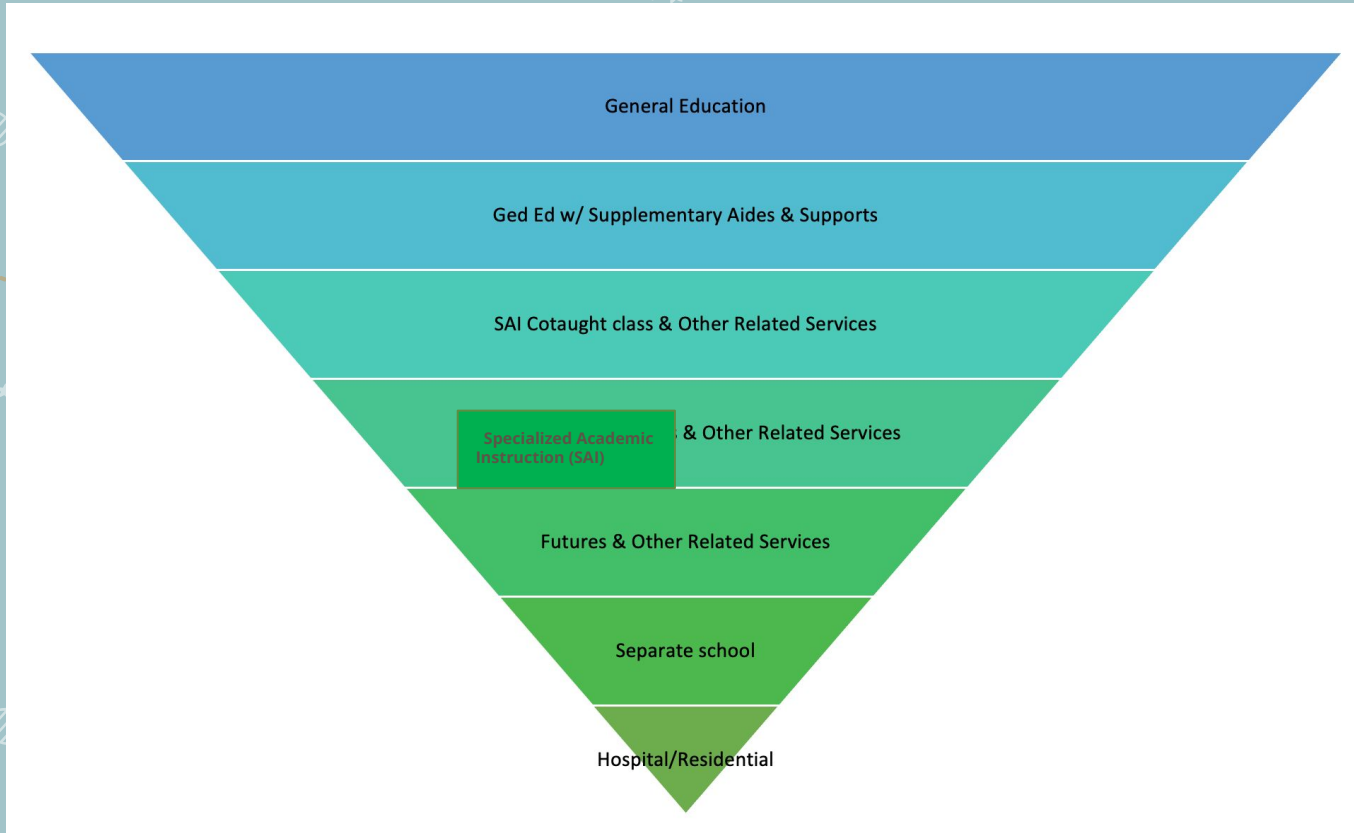 General Education
Ged Ed w/ Supplementary Aides & Supports
SAI Cotaught class & Other Related Services
Specialized Academic
Instruction (SAI)
& Other Related Services
Futures & Other Related Services
Separate school
Hospital/Residential